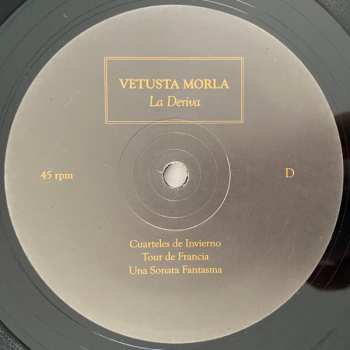 VETUSTA MORLA
La Deriva
45 rpm
D
Cuarteles de Invierno
Tour de Francia
Una Sonata Fantasma